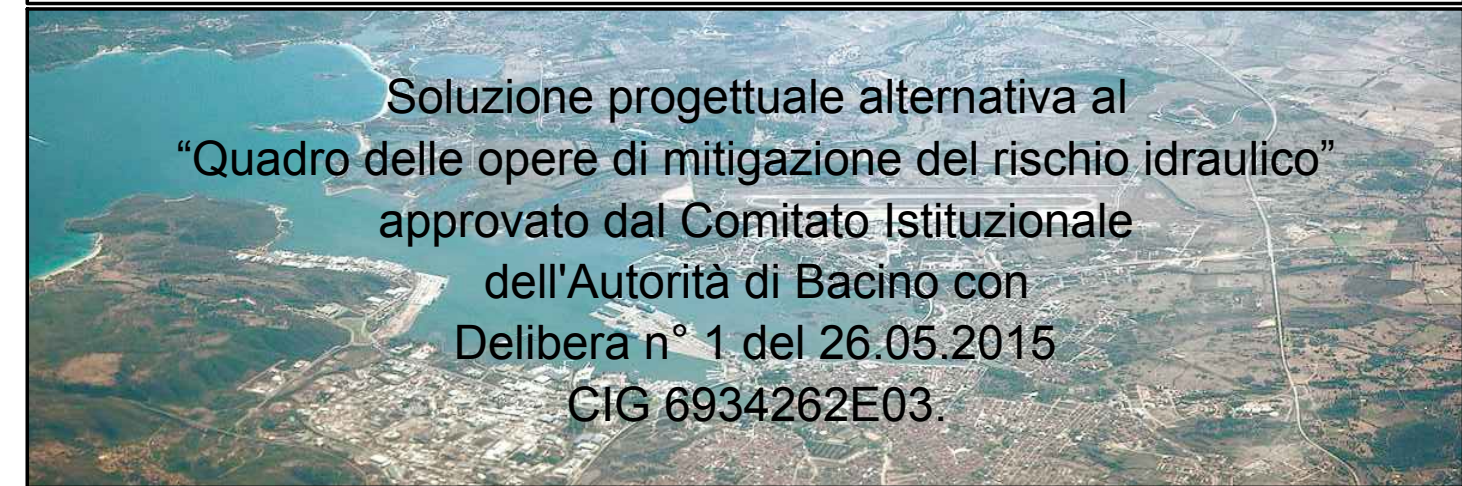 Soluzione progettuale alternativa al
“Quadro delle opere di mitigazione del rischio idraulico”
approvato dal Comitato Istituzionale
dell'Autorità di Bacino con
Delibera n° 1 del 26.05.2015
CIG 6934262E03.